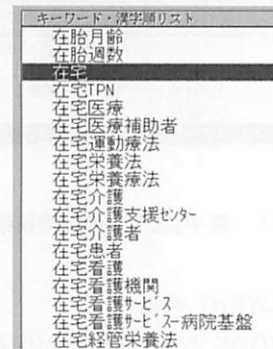 キーワード・漢字順リスト
在胎月齢
在胎週数
在宅
在宅TPN
在宅医療
在宅医療補助者
在宅運動療法
在宅栄養法
在宅栄養療法
在宅介護
在宅介護支援ｾﾝﾀｰ
在宅介護者
在宅患者
在宅看護
在宅看護機関
在宅看護ｻｰﾋﾞｽ
在宅看護ｻｰﾋﾞｽｰ病院基盤
在宅経管栄養法